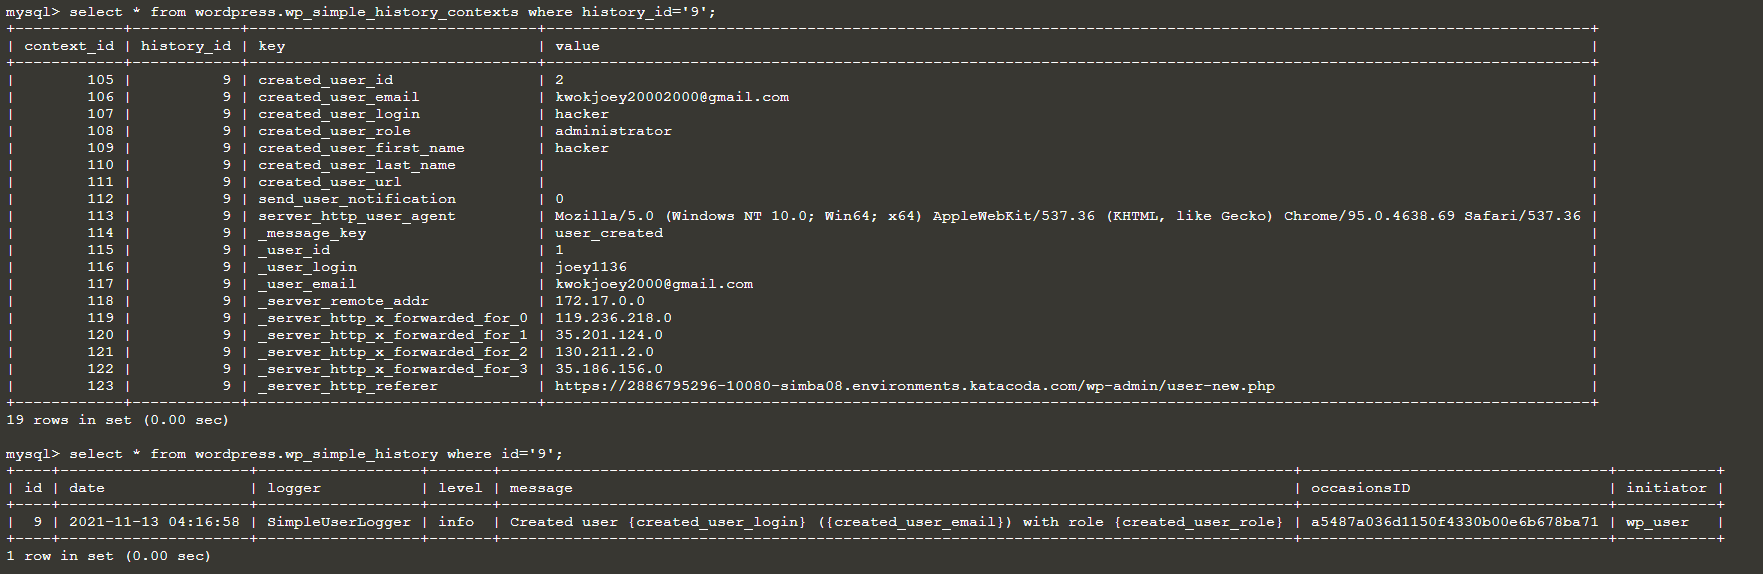 mysql> select * from wordpress.wp_simple_history_contexts where history_id='9';
+------------+------------+--------------------------------+--------------------------------------------------------------------------------------------------------------------+
| context_id | history_id | key                            | value                                                                                                              |
+------------+------------+--------------------------------+--------------------------------------------------------------------------------------------------------------------+
|        105 |          9 | created_user_id                | 2                                                                                                                  |
|        106 |          9 | created_user_email             | kwokjoey20002000@gmail.com                                                                                         |
|        107 |          9 | created_user_login             | hacker                                                                                                             |
|        108 |          9 | created_user_role              | administrator                                                                                                      |
|        109 |          9 | created_user_first_name        | hacker                                                                                                             |
|        110 |          9 | created_user_last_name         |                                                                                                                    |
|        111 |          9 | created_user_url               |                                                                                                                    |
|        112 |          9 | send_user_notification         | 0                                                                                                                  |
|        113 |          9 | server_http_user_agent         | Mozilla/5.0 (Windows NT 10.0; Win64; x64) AppleWebKit/537.36 (KHTML, like Gecko) Chrome/95.0.4638.69 Safari/537.36 |
|        114 |          9 | _message_key                   | user_created                                                                                                       |
|        115 |          9 | _user_id                       | 1                                                                                                                  |
|        116 |          9 | _user_login                    | joey1136                                                                                                           |
|        117 |          9 | _user_email                    | kwokjoey2000@gmail.com                                                                                             |
|        118 |          9 | _server_remote_addr            | 172.17.0.0                                                                                                         |
|        119 |          9 | _server_http_x_forwarded_for_0 | 119.236.218.0                                                                                                      |
|        120 |          9 | _server_http_x_forwarded_for_1 | 35.201.124.0                                                                                                       |
|        121 |          9 | _server_http_x_forwarded_for_2 | 130.211.2.0                                                                                                        |
|        122 |          9 | _server_http_x_forwarded_for_3 | 35.186.156.0                                                                                                       |
|        123 |          9 | _server_http_referer           | https://2886795296-10080-simba08.environments.katacoda.com/wp-admin/user-new.php                                   |
+------------+------------+--------------------------------+--------------------------------------------------------------------------------------------------------------------+
19 rows in set (0.00 sec)

mysql> select * from wordpress.wp_simple_history where id='9';
+----+---------------------+------------------+-------+----------------------------------------------------------------------------------------+----------------------------------+-----------+
| id | date                | logger           | level | message                                                                                | occasionsID                      | initiator |
+----+---------------------+------------------+-------+----------------------------------------------------------------------------------------+----------------------------------+-----------+
|  9 | 2021-11-13 04:16:58 | SimpleUserLogger | info  | Created user {created_user_login} ({created_user_email}) with role {created_user_role} | a5487a036d1150f4330b00e6b678ba71 | wp_user   |
+----+---------------------+------------------+-------+----------------------------------------------------------------------------------------+----------------------------------+-----------+
1 row in set (0.00 sec)